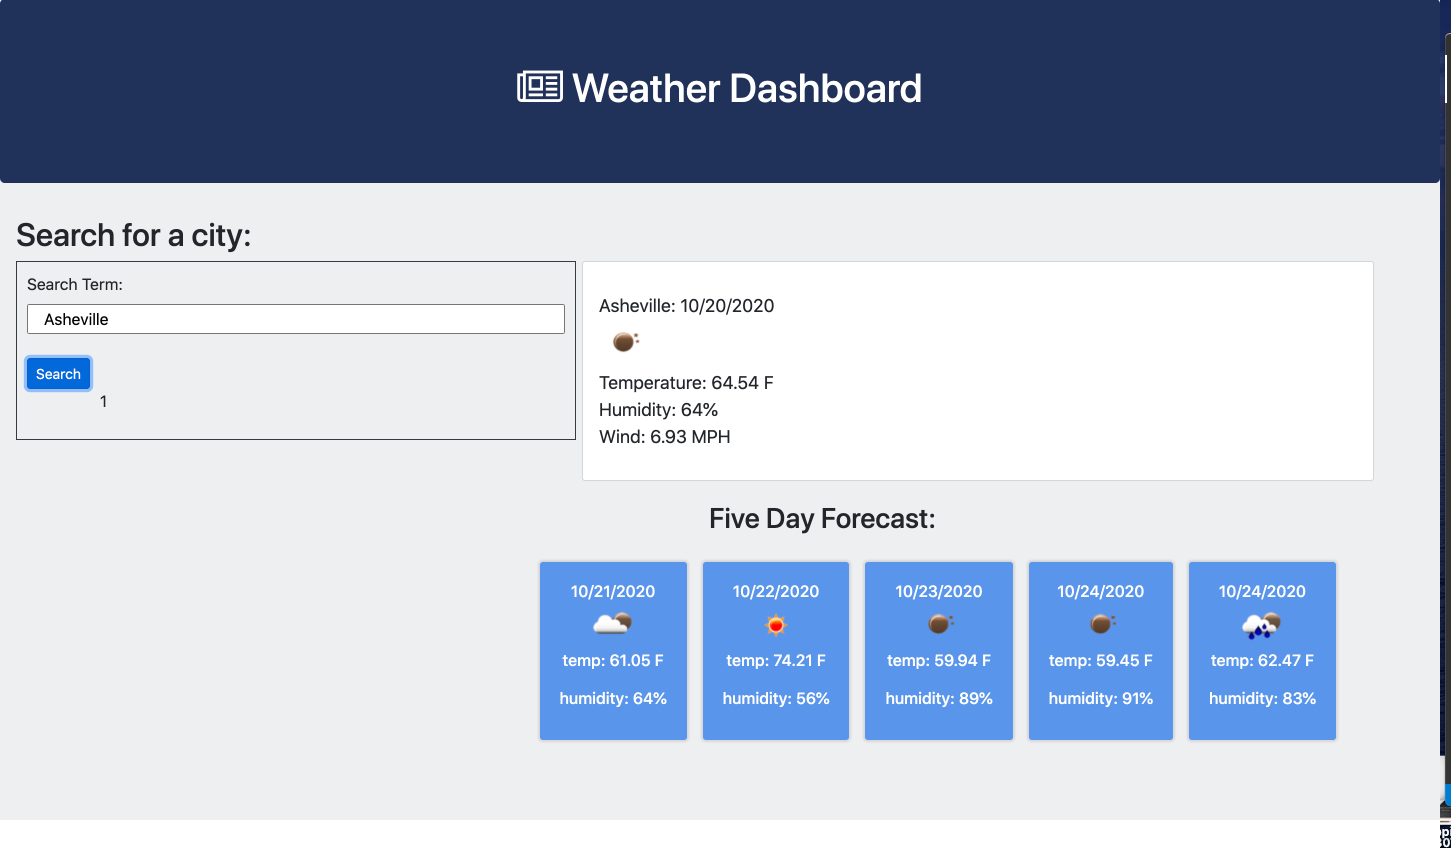 Weather Dashboard
Search for a city:
Search Term:
Asheville
Search
1
Asheville: 10/20/2020
Temperature: 64.54 F
Humidity: 64%
Wind: 6.93 MPH
Five Day Forecast:
10/21/2020
temp: 61.05 F
humidity: 64%
10/22/2020
temp: 74.21 F
humidity: 56%
10/23/2020
temp: 59.94 F
humidity: 89%
10/24/2020
temp: 59.45 F
humidity: 91%
10/24/2020
temp: 62.47 F
humidity: 83%